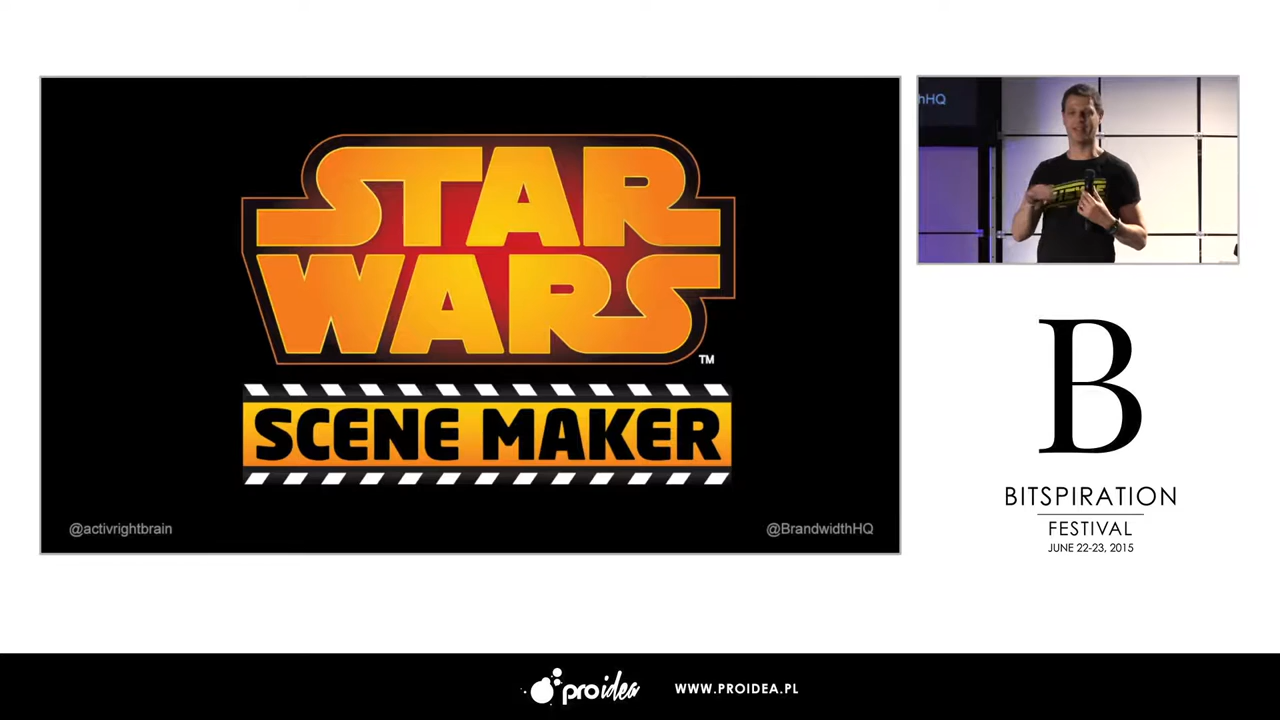 STAR
WARS
TM
SCENE MAKER
@activrightbrain
@BrandwidthHQ
hHQ
B
BITSPIRATION
FESTIVAL
JUNE 22-23, 2015
proidea
WWW.PROIDEA.PL